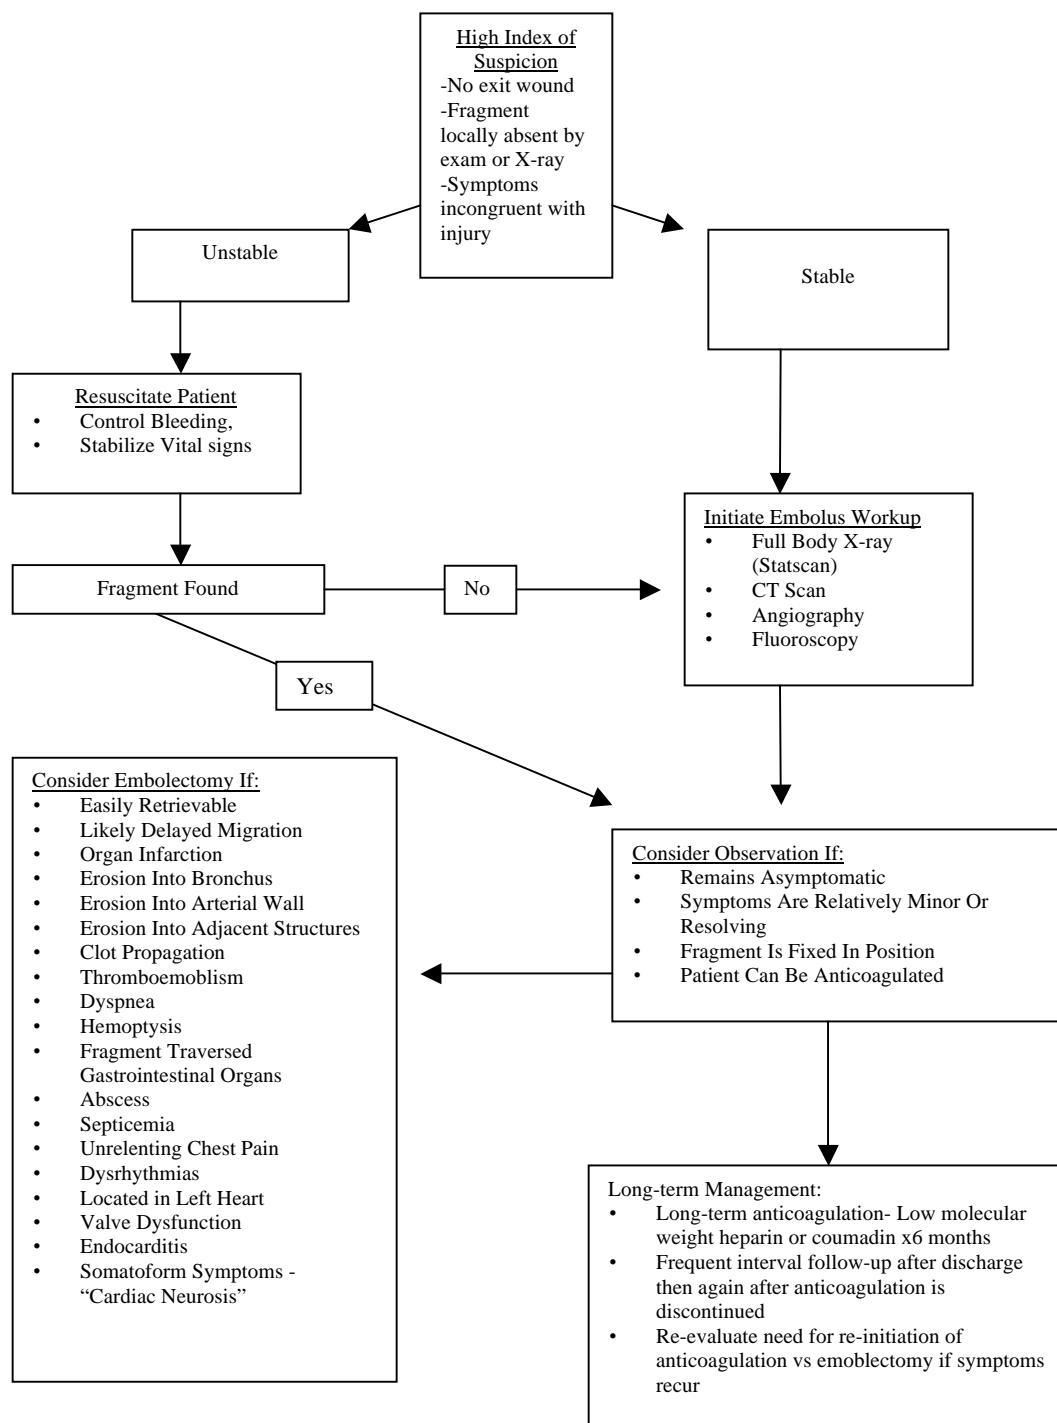 High Index of
Suspicion
-No exit wound
-Fragment
locally absent by
exam or X-ray
-Symptoms
incongruent with
injury
Unstable
Stable
Resuscitate Patient
• Control Bleeding,
• Stabilize Vital signs
Initiate Embolus Workup
• Full Body X-ray
(Statscan)
• CT Scan
• Angiography
• Fluoroscopy
Fragment Found
No
Yes
Consider Embolectomy If:
• Easily Retrievable
• Likely Delayed Migration
• Organ Infarction
• Erosion Into Bronchus
• Erosion Into Arterial Wall
• Erosion Into Adjacent Structures
• Clot Propagation
• Thromboemoblism
• Dyspnea
• Hemoptysis
• Fragment Traversed
Gastrointestinal Organs
• Abscess
• Septicemia
• Unrelenting Chest Pain
• Dysrhythmias
• Located in Left Heart
• Valve Dysfunction
• Endocarditis
• Somatoform Symptoms -
“Cardiac Neurosis”
Consider Observation If:
• Remains Asymptomatic
• Symptoms Are Relatively Minor Or
Resolving
• Fragment Is Fixed In Position
• Patient Can Be Anticoagulated
Long-term Management:
• Long-term anticoagulation- Low molecular
weight heparin or coumadin x6 months
• Frequent interval follow-up after discharge
then again after anticoagulation is
discontinued
• Re-evaluate need for re-initiation of
anticoagulation vs emoblectomy if symptoms
recur